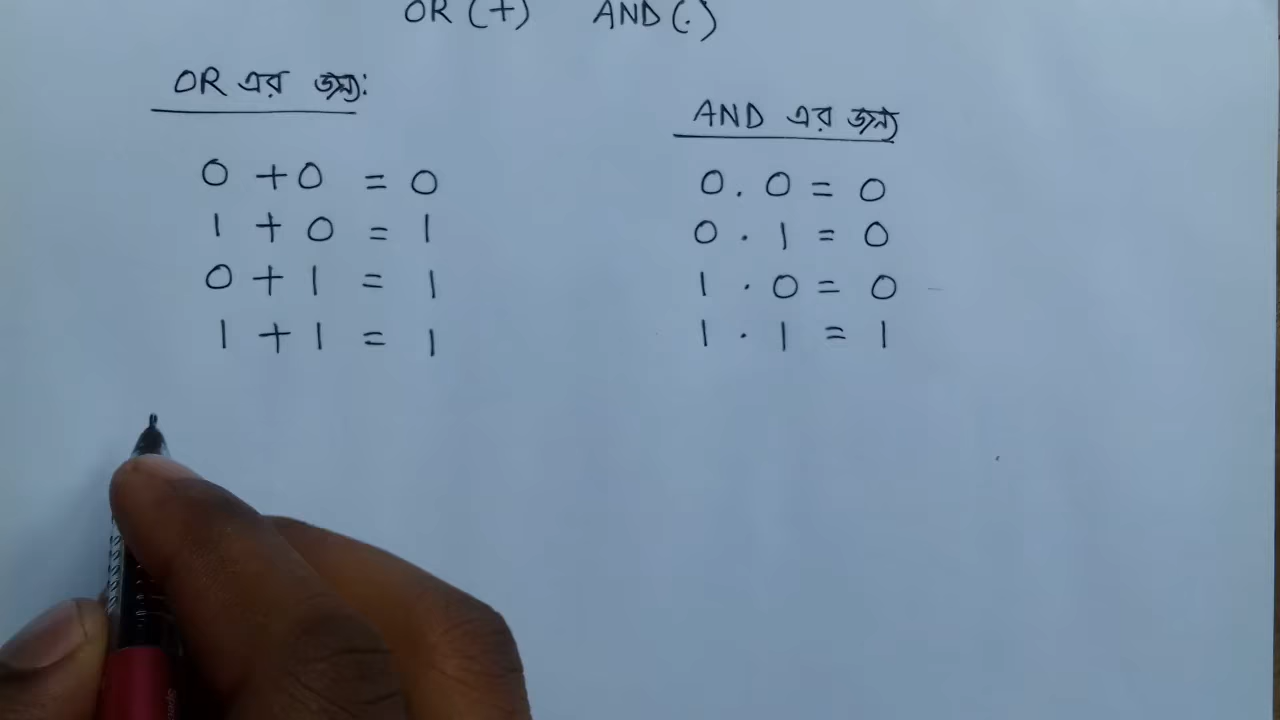 OR (+) AND (.)
OR এর জন্য:
0 + 0 = 0
1 + 0 = 1
0 + 1 = 1
1 + 1 = 1
AND এর জন্য
0 . 0 = 0
0 . 1 = 0
1 . 0 = 0
1 . 1 = 1